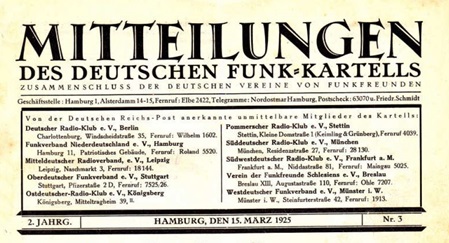 MITTEILUNGEN
DES DEUTSCHEN FUNK=KARTELLS
ZUSAMMENSCHLUSS DER DEUTSCHEN VEREINE VON FUNKFREUNDEN
Geschäftsstelle: Hamburg 1, Alsterdamm 14-15, Fernruf: Elbe 2422, Telegramme: Nordostmar Hamburg, Postscheck: 63070 u. Friedr. Schmidt
Von der Deutschen Reichs-Post anerkannte unmittelbare Mitglieder des Kartells:
Deutscher Radio-Klub e. V., Berlin
Charlottenburg, Windscheidstraße 35, Fernruf: Wilhelm 1602.
Funkverband Niederdeutschland e. V., Hamburg
Hamburg 11, Patriotisches Gebäude, Fernruf: Roland 5520.
Mitteldeutscher Radioverband, e. V., Leipzig
Leipzig, Naschmarkt 3, Fernruf: 18144.
Oberdeutscher Funkverband e. V., Stuttgart
Stuttgart, Pfizerstraße 2 D, Fernruf: 7525/26.
Ostdeutscher-Radio-Klub e. V., Königsberg
Königsberg, Mitteltragheim 39, II.
Pommerscher Radio-Klub e. V., Stettin
Stettin, Kleine Domstraße 1 (Keinding & Grünberg), Fernruf 4039.
Süddeutscher Radio-Club e. V., München
München, Residenzstraße 27, Fernruf: 28130.
Südwestdeutscher Radio-Club e. V., Frankfurt a. M.
Frankfurt a. M., Niddastraße 81, Fernruf: Maingau 5025.
Verein der Funkfreunde Schlesiens e. V., Breslau
Breslau XIII, Auguststraße 110, Fernruf: Ohle 7207.
Westdeutscher Funkverband e. V., Münster i. W.
Münster i. W., Steinfurterstraße 42, Fernruf: 1913.
2. JAHRG.
HAMBURG, DEN 15. MÄRZ 1925
Nr. 3